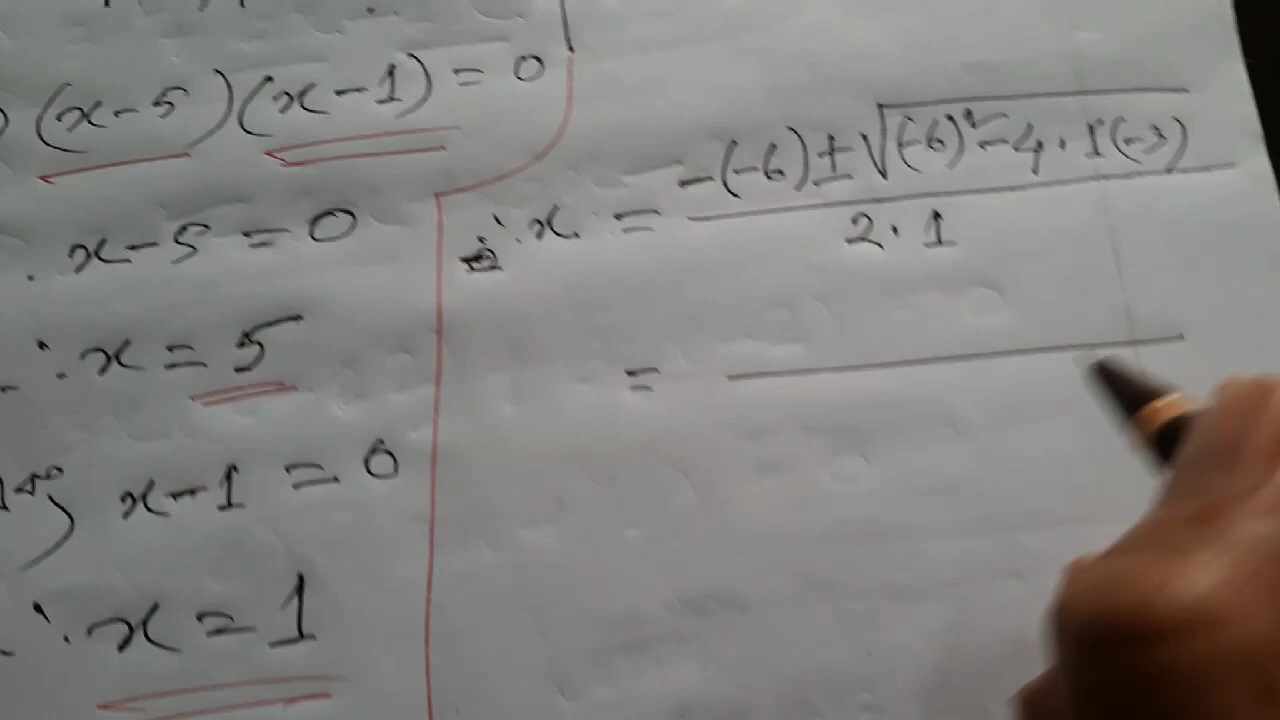 (x-5)(x-1)=0
x-5=0
∴x=5
x-1=0
∴x=1
∴x = -(-6)±√(-6)²-4·1(-3)
2·1
=